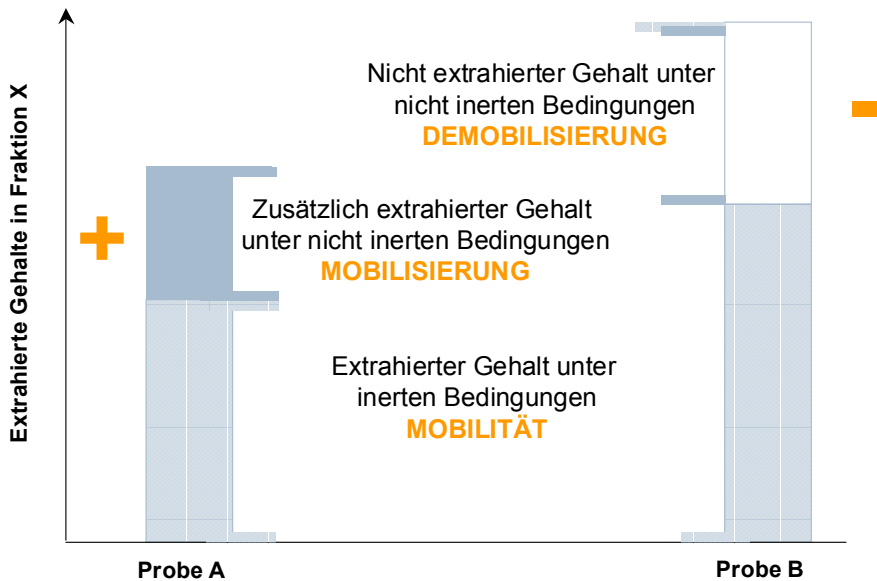 Extrahierte Gehalte in Fraktion X
Nicht extrahierter Gehalt unter
nicht inerten Bedingungen
DEMOBILISIERUNG
Zusätzlich extrahierter Gehalt
unter nicht inerten Bedingungen
MOBILISIERUNG
Extrahierter Gehalt unter
inerten Bedingungen
MOBILITÄT
+
-
Probe A
Probe B